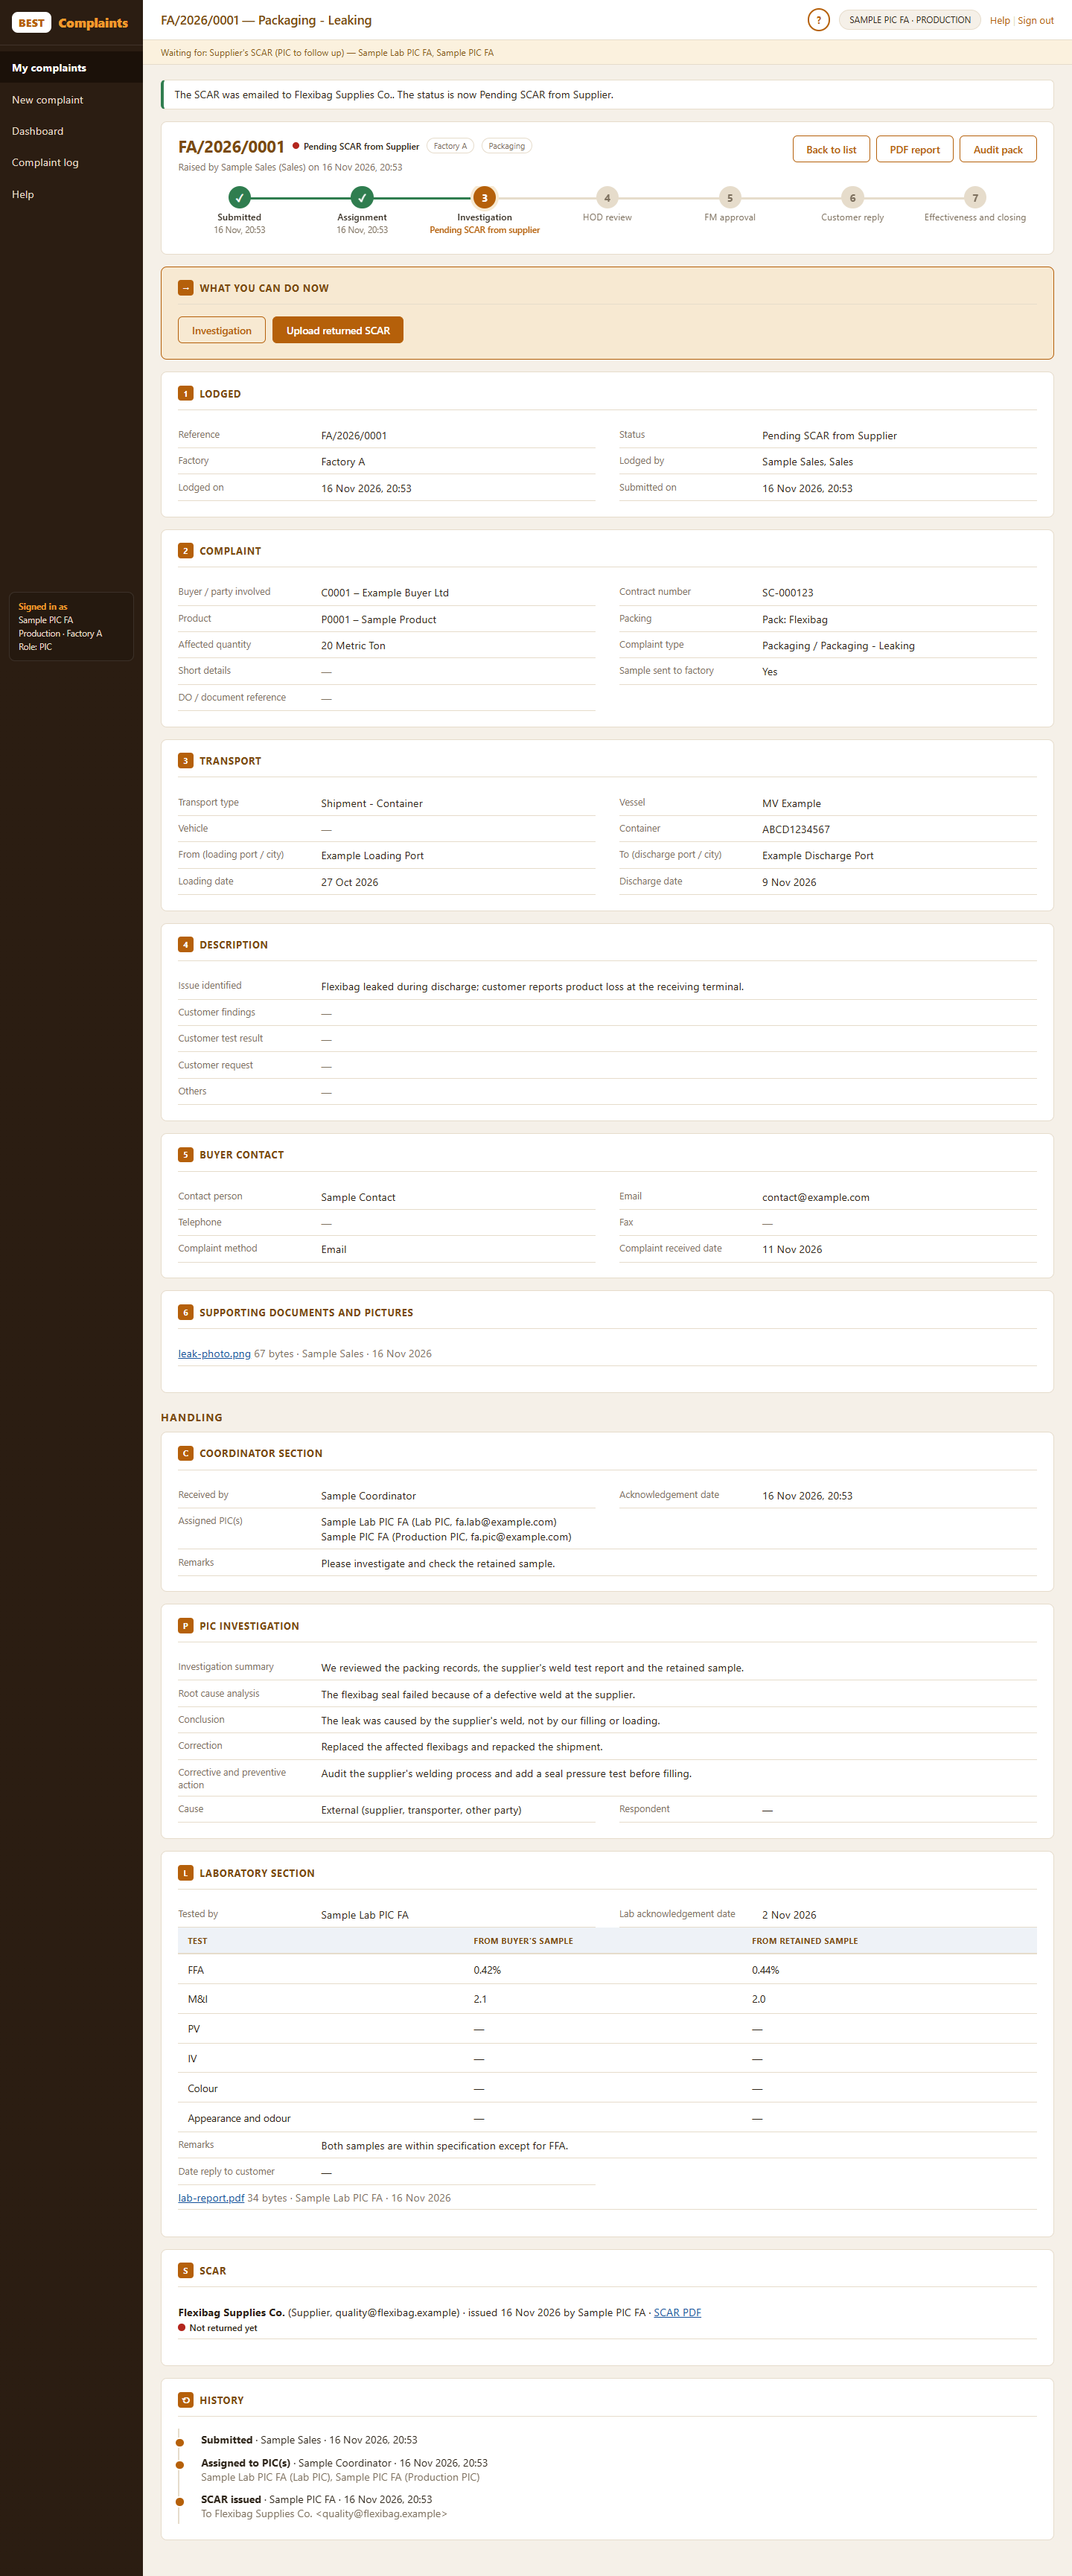 BEST Complaints
My complaints
New complaint
Dashboard
Complaint log
Help
Signed in as
Sample PIC FA
Production · Factory A
Role: PIC
FA/2026/0001 — Packaging - Leaking
?
SAMPLE PIC FA · PRODUCTION
Help | Sign out
Waiting for: Supplier's SCAR (PIC to follow up) — Sample Lab PIC FA, Sample PIC FA
The SCAR was emailed to Flexibag Supplies Co.. The status is now Pending SCAR from Supplier.
FA/2026/0001 Pending SCAR from Supplier Factory A Packaging
Back to list PDF report Audit pack
Raised by Sample Sales (Sales) on 16 Nov 2026, 20:53
✓ ✓ 3 4 5 6 7
Submitted Assignment Investigation HOD review FM approval Customer reply Effectiveness and closing
16 Nov, 20:53 16 Nov, 20:53 Pending SCAR from supplier
→ WHAT YOU CAN DO NOW
Investigation Upload returned SCAR
1 LODGED
Reference FA/2026/0001 Status Pending SCAR from Supplier
Factory Factory A Lodged by Sample Sales, Sales
Lodged on 16 Nov 2026, 20:53 Submitted on 16 Nov 2026, 20:53
2 COMPLAINT
Buyer / party involved C0001 – Example Buyer Ltd Contract number SC-000123
Product P0001 – Sample Product Packing Pack: Flexibag
Affected quantity 20 Metric Ton Complaint type Packaging / Packaging - Leaking
Short details — Sample sent to factory Yes
DO / document reference —
3 TRANSPORT
Transport type Shipment - Container Vessel MV Example
Vehicle — Container ABCD1234567
From (loading port / city) Example Loading Port To (discharge port / city) Example Discharge Port
Loading date 27 Oct 2026 Discharge date 9 Nov 2026
4 DESCRIPTION
Issue identified Flexibag leaked during discharge; customer reports product loss at the receiving terminal.
Customer findings —
Customer test result —
Customer request —
Others —
5 BUYER CONTACT
Contact person Sample Contact Email contact@example.com
Telephone — Fax —
Complaint method Email Complaint received date 11 Nov 2026
6 SUPPORTING DOCUMENTS AND PICTURES
leak-photo.png 67 bytes · Sample Sales · 16 Nov 2026
HANDLING
C COORDINATOR SECTION
Received by Sample Coordinator Acknowledgement date 16 Nov 2026, 20:53
Assigned PIC(s) Sample Lab PIC FA (Lab PIC, fa.lab@example.com)
Sample PIC FA (Production PIC, fa.pic@example.com)
Remarks Please investigate and check the retained sample.
P PIC INVESTIGATION
Investigation summary We reviewed the packing records, the supplier's weld test report and the retained sample.
Root cause analysis The flexibag seal failed because of a defective weld at the supplier.
Conclusion The leak was caused by the supplier's weld, not by our filling or loading.
Correction Replaced the affected flexibags and repacked the shipment.
Corrective and preventive action Audit the supplier's welding process and add a seal pressure test before filling.
Cause External (supplier, transporter, other party) Respondent —
L LABORATORY SECTION
Tested by Sample Lab PIC FA Lab acknowledgement date 2 Nov 2026
TEST FROM BUYER'S SAMPLE FROM RETAINED SAMPLE
FFA 0.42% 0.44%
M&I 2.1 2.0
PV — —
IV — —
Colour — —
Appearance and odour — —
Remarks Both samples are within specification except for FFA.
Date reply to customer —
lab-report.pdf 34 bytes · Sample Lab PIC FA · 16 Nov 2026
S SCAR
Flexibag Supplies Co. (Supplier, quality@flexibag.example) · issued 16 Nov 2026 by Sample PIC FA · SCAR PDF
Not returned yet
HISTORY
Submitted · Sample Sales · 16 Nov 2026, 20:53
Assigned to PIC(s) · Sample Coordinator · 16 Nov 2026, 20:53
Sample Lab PIC FA (Lab PIC), Sample PIC FA (Production PIC)
SCAR issued · Sample PIC FA · 16 Nov 2026, 20:53
To Flexibag Supplies Co. <quality@flexibag.example>